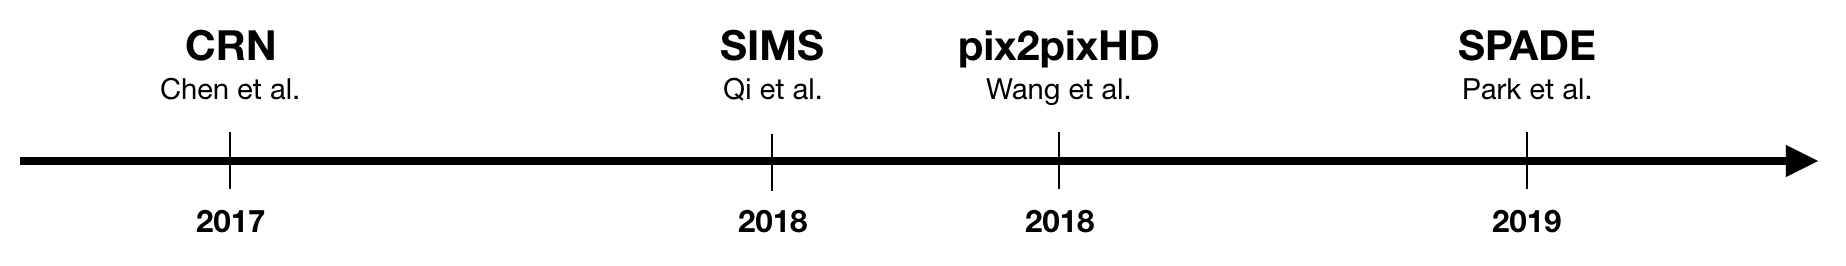 CRN
Chen et al.
SIMS
Qi et al.
pix2pixHD
Wang et al.
SPADE
Park et al.
2017
2018
2018
2019